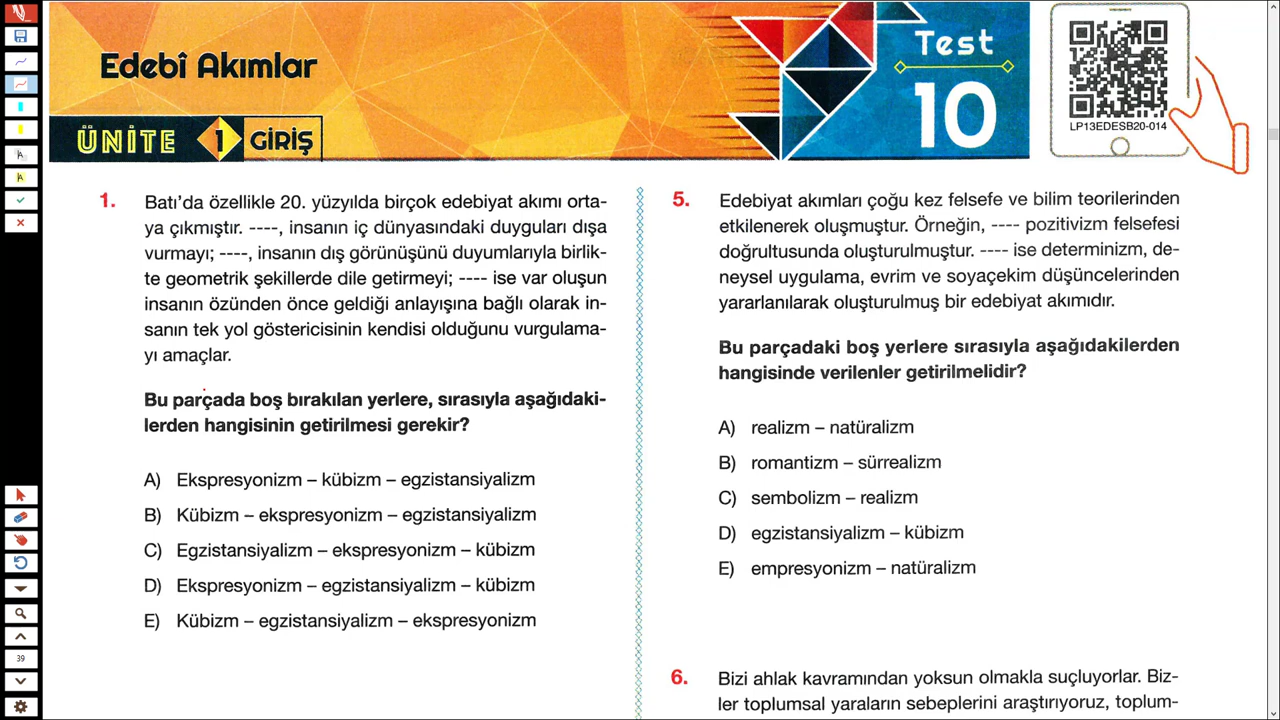 Edebî Akımlar
ÜNİTE 1 GİRİŞ
Test
10
LP13EDESB20-014
1. Batı’da özellikle 20. yüzyılda birçok edebiyat akımı orta-
ya çıkmıştır. ----, insanın iç dünyasındaki duyguları dışa
vurmayı; ----, insanın dış görünüşünü duyumlarıyla birlik-
te geometrik şekillerde dile getirmeyi; ---- ise var oluşun
insanın özünden önce geldiği anlayışına bağlı olarak in-
sanın tek yol göstericisinin kendisi olduğunu vurgulama-
yı amaçlar.
Bu parçada boş bırakılan yerlere, sırasıyla aşağıdaki-
lerden hangisinin getirilmesi gerekir?
A) Ekspresyonizm – kübizm – egzistansiyalizm
B) Kübizm – ekspresyonizm – egzistansiyalizm
C) Egzistansiyalizm – ekspresyonizm – kübizm
D) Ekspresyonizm – egzistansiyalizm – kübizm
E) Kübizm – egzistansiyalizm – ekspresyonizm
5. Edebiyat akımları çoğu kez felsefe ve bilim teorilerinden
etkilenerek oluşmuştur. Örneğin, ---- pozitivizm felsefesi
doğrultusunda oluşturulmuştur. ---- ise determinizm, de-
neysel uygulama, evrim ve soyaçekim düşüncelerinden
yararlanılarak oluşturulmuş bir edebiyat akımıdır.
Bu parçadaki boş yerlere sırasıyla aşağıdakilerden
hangisinde verilenler getirilmelidir?
A) realizm – natüralizm
B) romantizm – sürrealizm
C) sembolizm – realizm
D) egzistansiyalizm – kübizm
E) empresyonizm – natüralizm
6. Bizi ahlak kavramından yoksun olmakla suçluyorlar. Biz-
ler toplumsal yaraların sebeplerini araştırıyoruz, toplum-
39